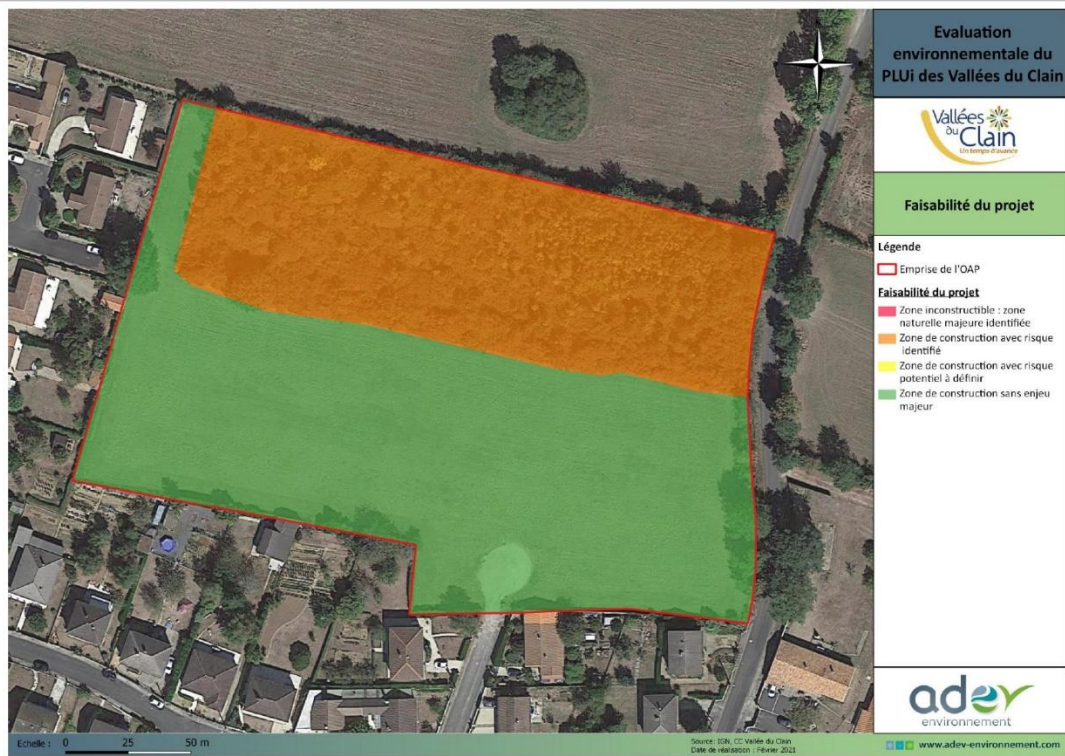 Evaluation
environnementale du
PLUi des Vallées du Clain
Vallées
du Clain
Un temps d'avance
Faisabilité du projet
Légende
Emprise de l'OAP
Faisabilité du projet
Zone inconstructible : zone
naturelle majeure identifiée
Zone de construction avec risque
identifié
Zone de construction avec risque
potentiel à définir
Zone de construction sans enjeu
majeur
adev
environnement
Echelle : 0 25 50 m
Source: IGN, CC Vallée du Clain
Date de réalisation : Février 2021
www.adev-environnement.com